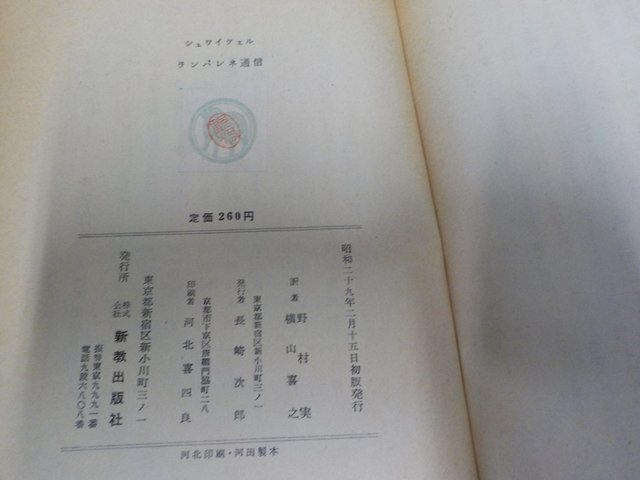 シュワイツェル
ランバレネ通信
定価260円
昭和二十九年二月十五日初版発行
訳者 野村実
横山喜之
東京都新宿区新小川町三ノ一
発行者 長崎次郎
京都市下京区唐橋門脇町二八
印刷者 河北喜四良
東京都新宿区新小川町三ノ一
発行所 株式会社 新教出版社
振替東京九九九一番
電話九段六八〇八番
河北印刷・河田製本